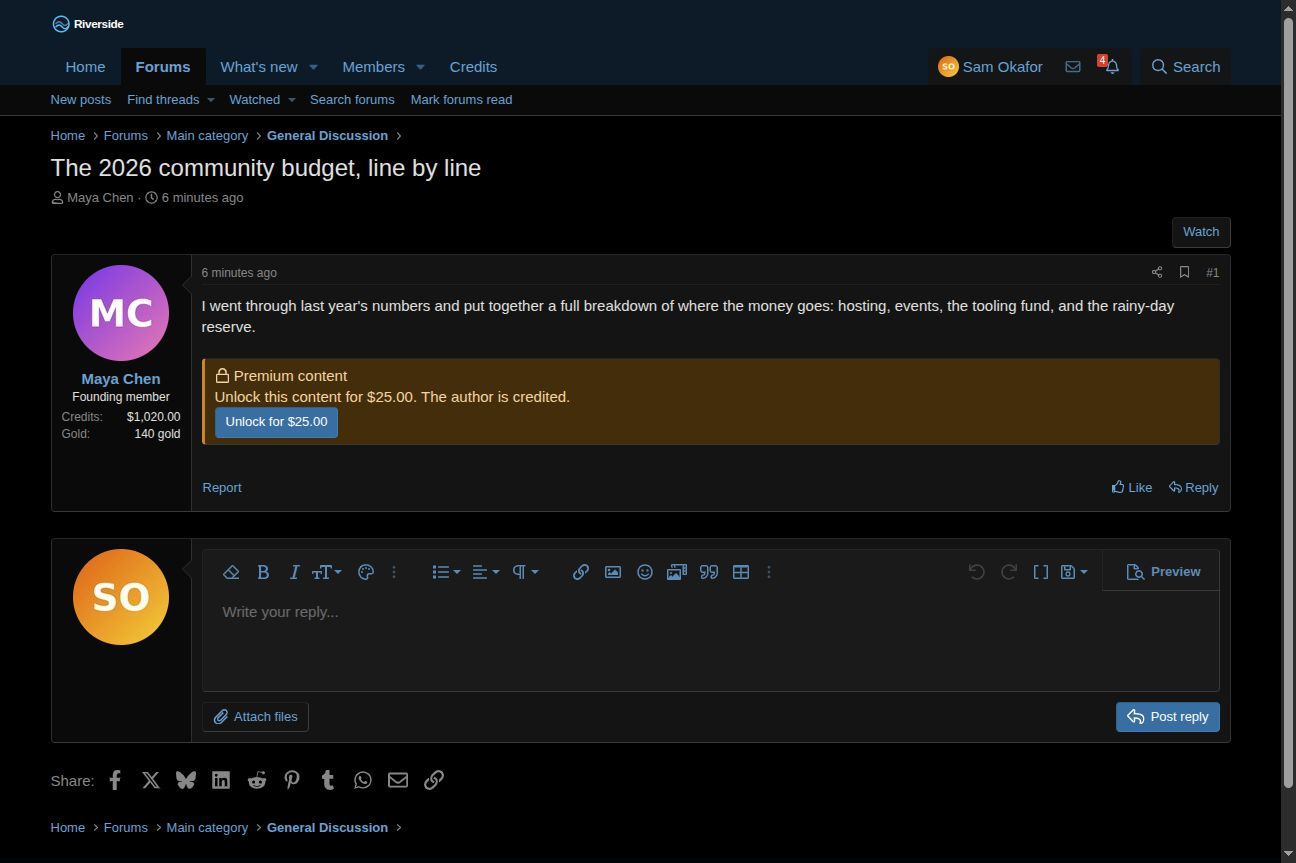 Riverside
Home Forums What's new Members Credits SO Sam Okafor 4 Search
New posts Find threads Watched Search forums Mark forums read
Home Forums Main category General Discussion
The 2026 community budget, line by line
Maya Chen · 6 minutes ago
Watch
MC
Maya Chen
Founding member
Credits: $1,020.00
Gold: 140 gold
6 minutes ago #1
I went through last year's numbers and put together a full breakdown of where the money goes: hosting, events, the tooling fund, and the rainy-day
reserve.
Premium content
Unlock this content for $25.00. The author is credited.
Unlock for $25.00
Report Like Reply
SO
Preview
Write your reply...
Attach files Post reply
Share:
Home Forums Main category General Discussion